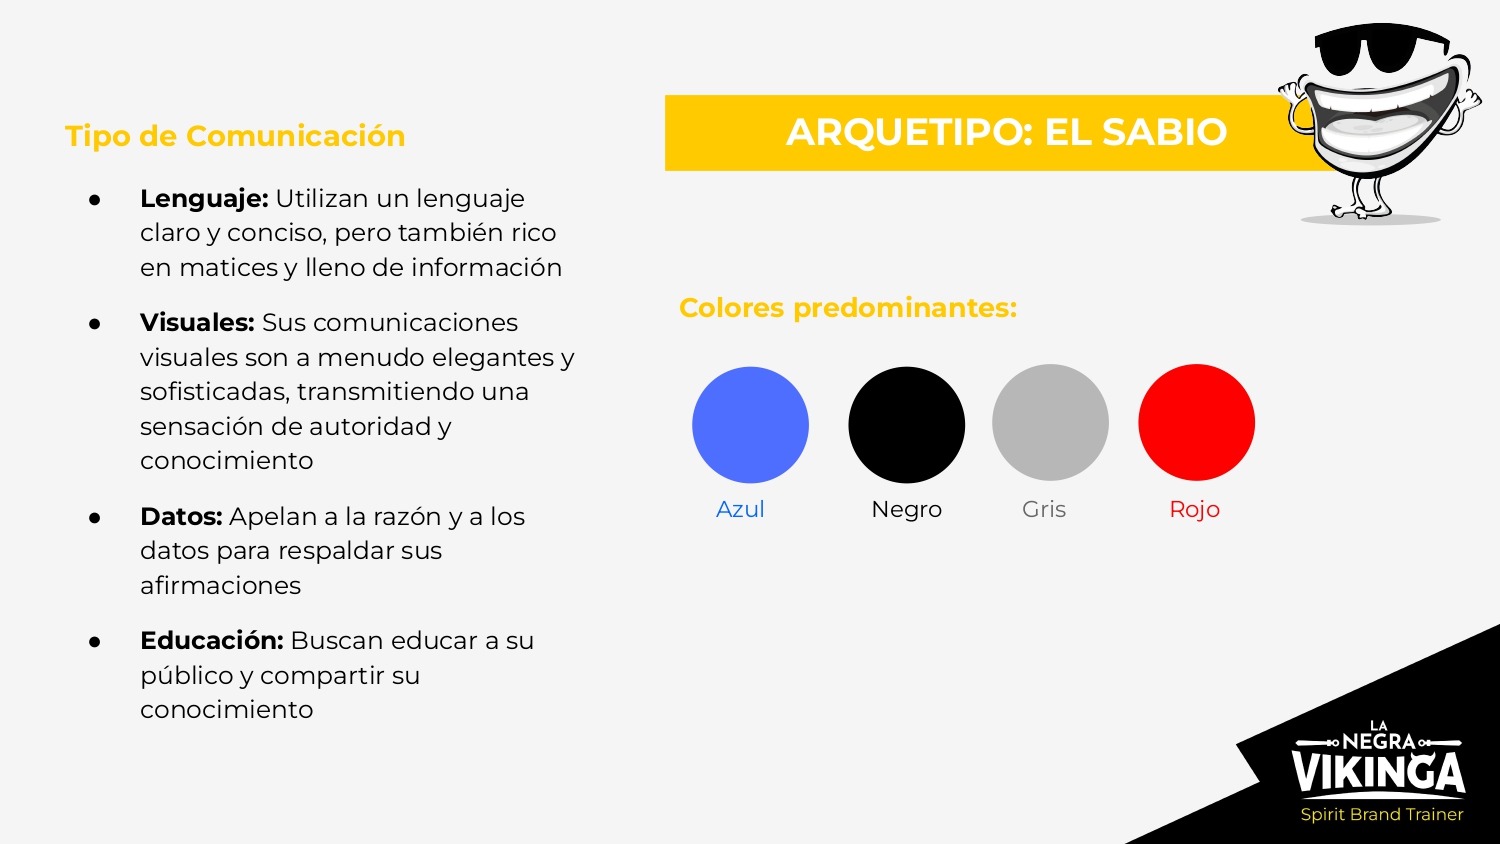 Tipo de Comunicación
● Lenguaje: Utilizan un lenguaje
claro y conciso, pero también rico
en matices y lleno de información
● Visuales: Sus comunicaciones
visuales son a menudo elegantes y
sofisticadas, transmitiendo una
sensación de autoridad y
conocimiento
● Datos: Apelan a la razón y a los
datos para respaldar sus
afirmaciones
● Educación: Buscan educar a su
público y compartir su
conocimiento
ARQUETIPO: EL SABIO
Colores predominantes:
Azul Negro Gris Rojo
LA
NEGRA
VIKINGA
Spirit Brand Trainer